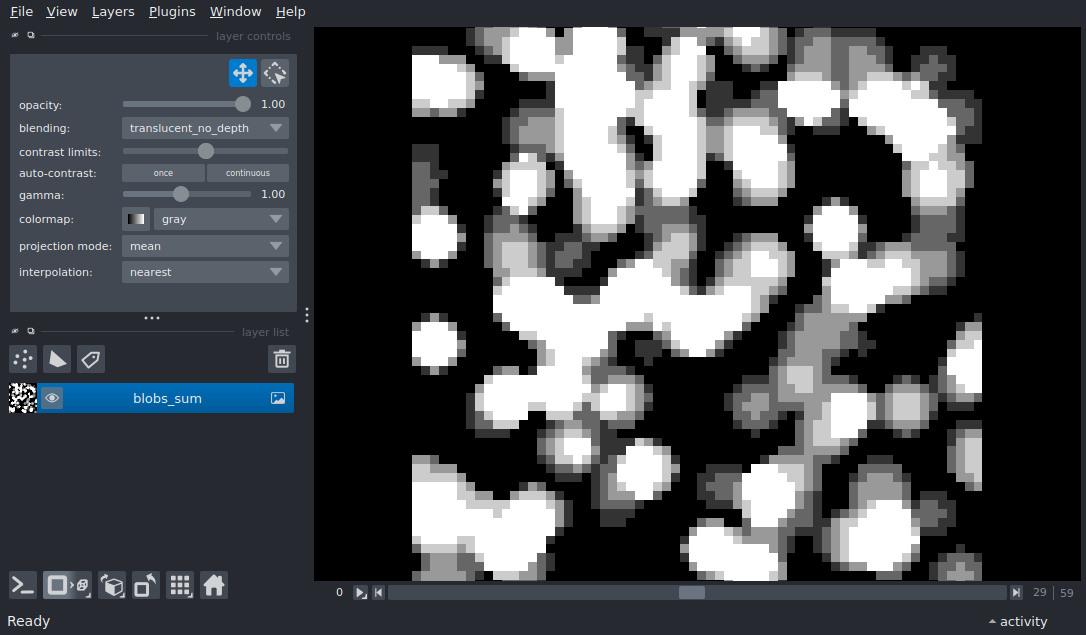 File View Layers Plugins Window Help
layer controls
opacity: 1.00
blending: translucent_no_depth
contrast limits:
auto-contrast: once continuous
gamma: 1.00
colormap: gray
projection mode: mean
interpolation: nearest
layer list
blobs_sum
0 29 | 59
Ready activity